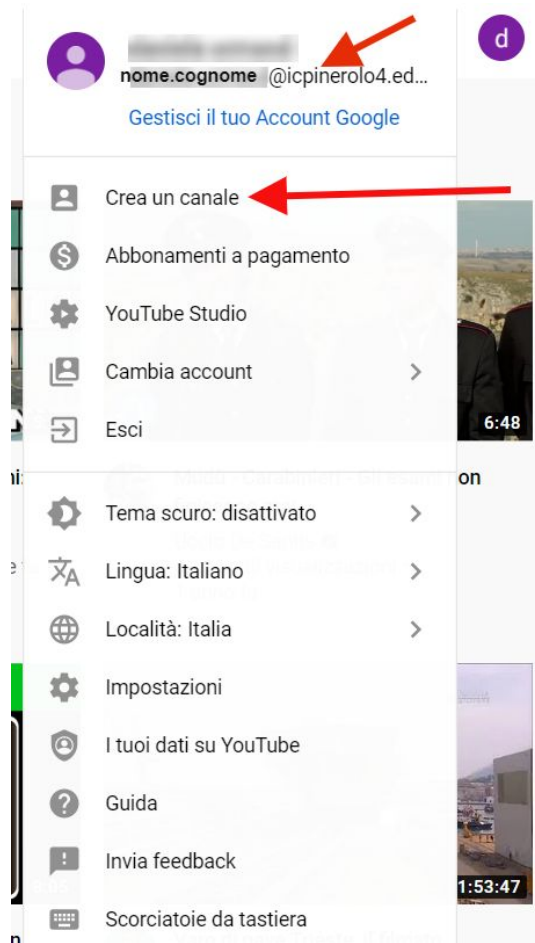 d
nome.cognome @icpinerolo4.ed...
Gestisci il tuo Account Google
Crea un canale
Abbonamenti a pagamento
YouTube Studio
Cambia account
Esci
6:48
on
Tema scuro: disattivato
Lingua: Italiano
Località: Italia
Impostazioni
I tuoi dati su YouTube
Guida
Invia feedback
1:53:47
Scorciatoie da tastiera